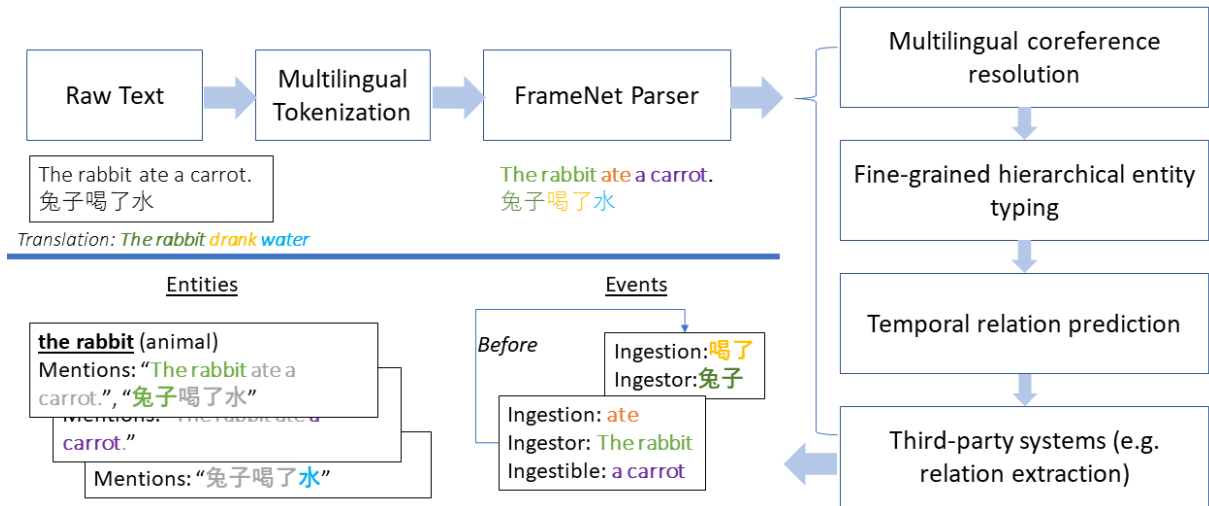 Raw Text
Multilingual
Tokenization
FrameNet Parser
The rabbit ate a carrot.
兔子喝了水
Translation: The rabbit drank water
The rabbit ate a carrot.
兔子喝了水
Multilingual coreference
resolution
Fine-grained hierarchical entity
typing
Temporal relation prediction
Third-party systems (e.g.
relation extraction)
Entities
the rabbit (animal)
Mentions: “The rabbit ate a
carrot.”, “兔子喝了水”
Mentions: “The rabbit ate a
carrot.”
Mentions: “兔子喝了水”
Events
Before
Ingestion:喝了
Ingestor:兔子
Ingestion: ate
Ingestor: The rabbit
Ingestible: a carrot